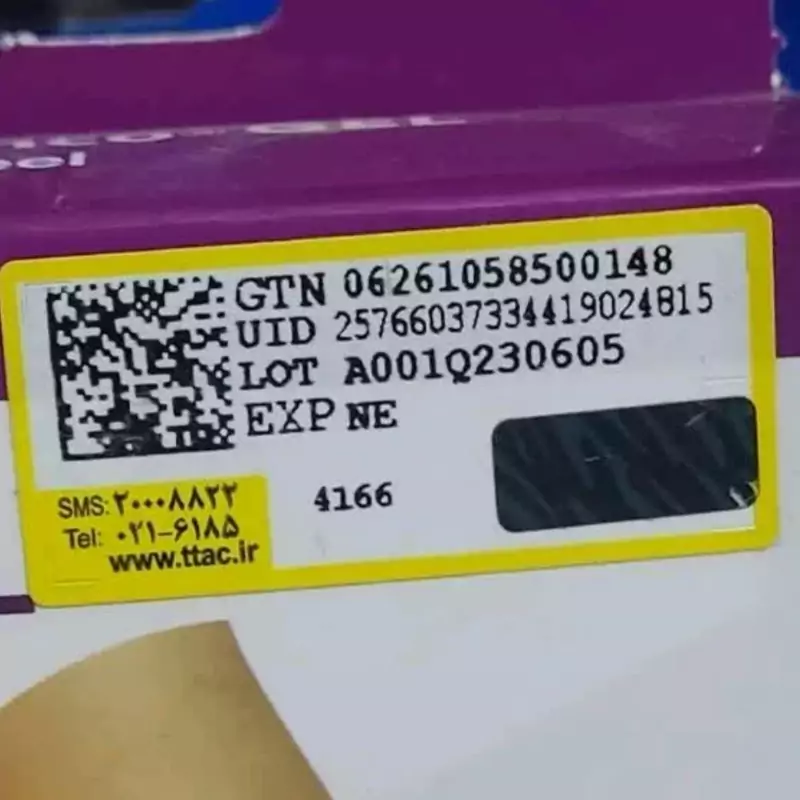 GTN 06261058500148
UID 25766037334419024815
LOT A001Q230605
EXP NE
4166
SMS: ۲۰۰۰۸۸۲۲
Tel: ۰۲۱-۶۱۸۵
www.ttac.ir